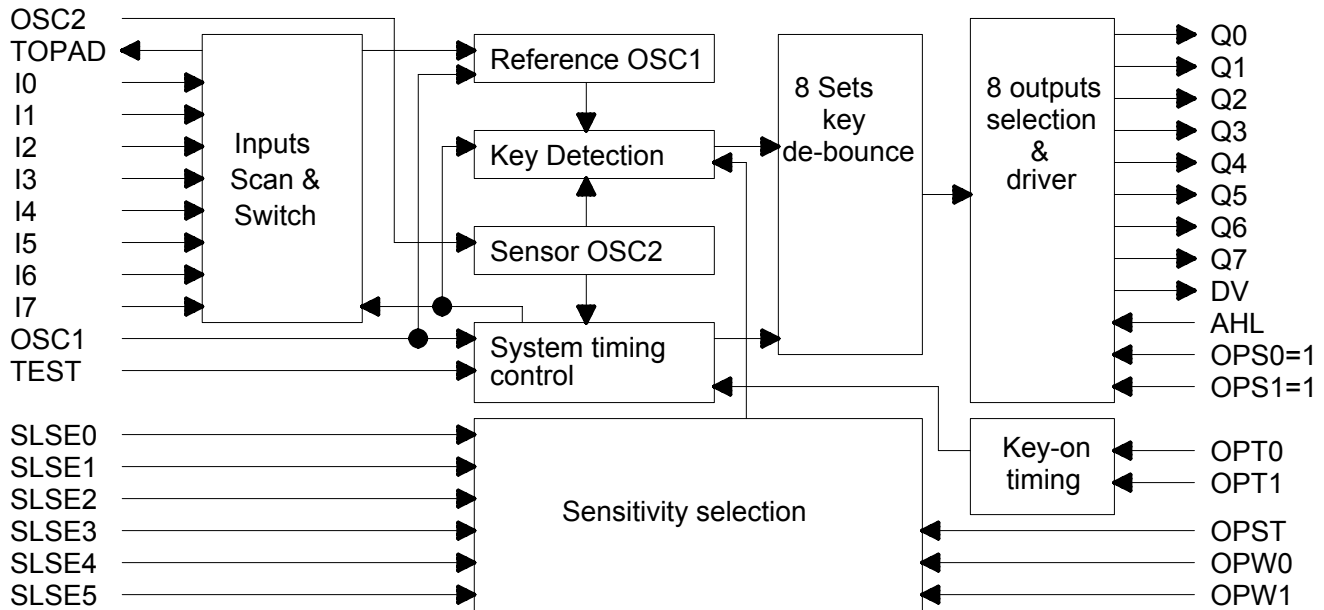 OSC2
TOPAD
I0
I1
I2
I3
I4
I5
I6
I7
OSC1
TEST
SLSE0
SLSE1
SLSE2
SLSE3
SLSE4
SLSE5
Inputs
Scan &
Switch
Reference OSC1
Key Detection
Sensor OSC2
System timing
control
Sensitivity selection
8 Sets
key
de-bounce
8 outputs
selection
&
driver
Key-on
timing
Q0
Q1
Q2
Q3
Q4
Q5
Q6
Q7
DV
AHL
OPS0=1
OPS1=1
OPT0
OPT1
OPST
OPW0
OPW1